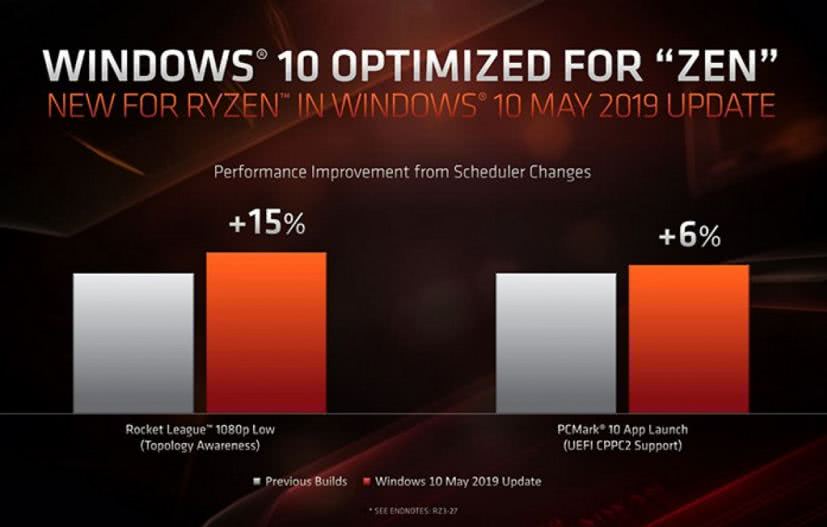 WINDOWS® 10 OPTIMIZED FOR “ZEN”
NEW FOR RYZEN™ IN WINDOWS® 10 MAY 2019 UPDATE
Performance Improvement from Scheduler Changes
+15%
+6%
Rocket League™ 1080p Low
(Topology Awareness)
PCMark® 10 App Launch
(UEFI CPPC2 Support)
Previous Builds
Windows 10 May 2019 Update
* SEE ENDNOTES: RZ3-27